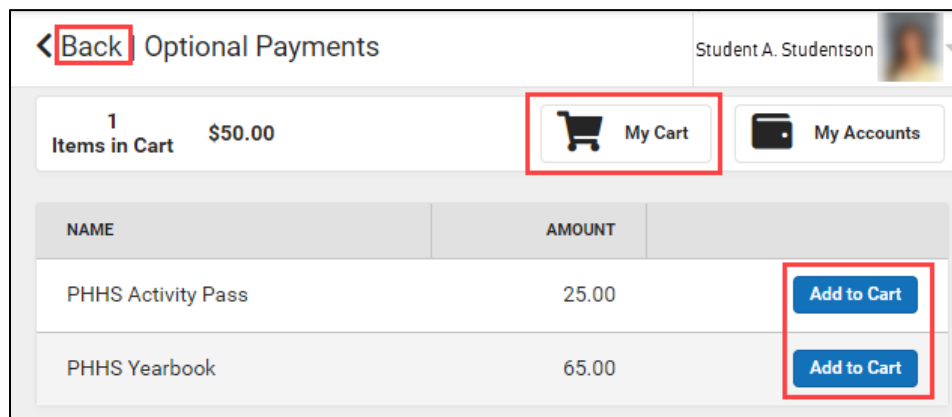 Back | Optional Payments
Student A. Studentson
1
Items in Cart
$50.00
My Cart
My Accounts
NAME AMOUNT
PHHS Activity Pass 25.00 Add to Cart
PHHS Yearbook 65.00 Add to Cart